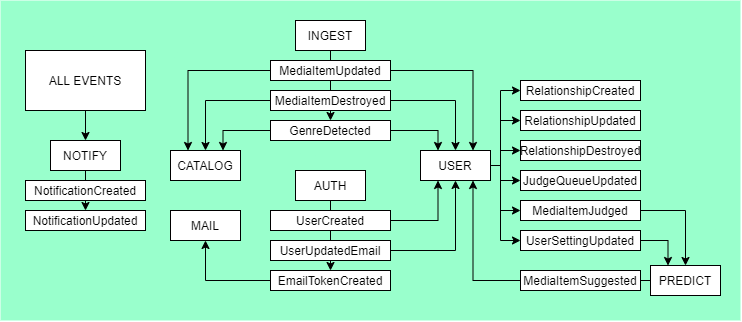 INGEST
ALL EVENTS
MediaItemUpdated
MediaItemDestroyed
GenreDetected
NOTIFY
NotificationCreated
NotificationUpdated
CATALOG
USER
RelationshipCreated
RelationshipUpdated
RelationshipDestroyed
JudgeQueueUpdated
MediaItemJudged
UserSettingUpdated
AUTH
UserCreated
UserUpdatedEmail
EmailTokenCreated
MAIL
MediaItemSuggested
PREDICT